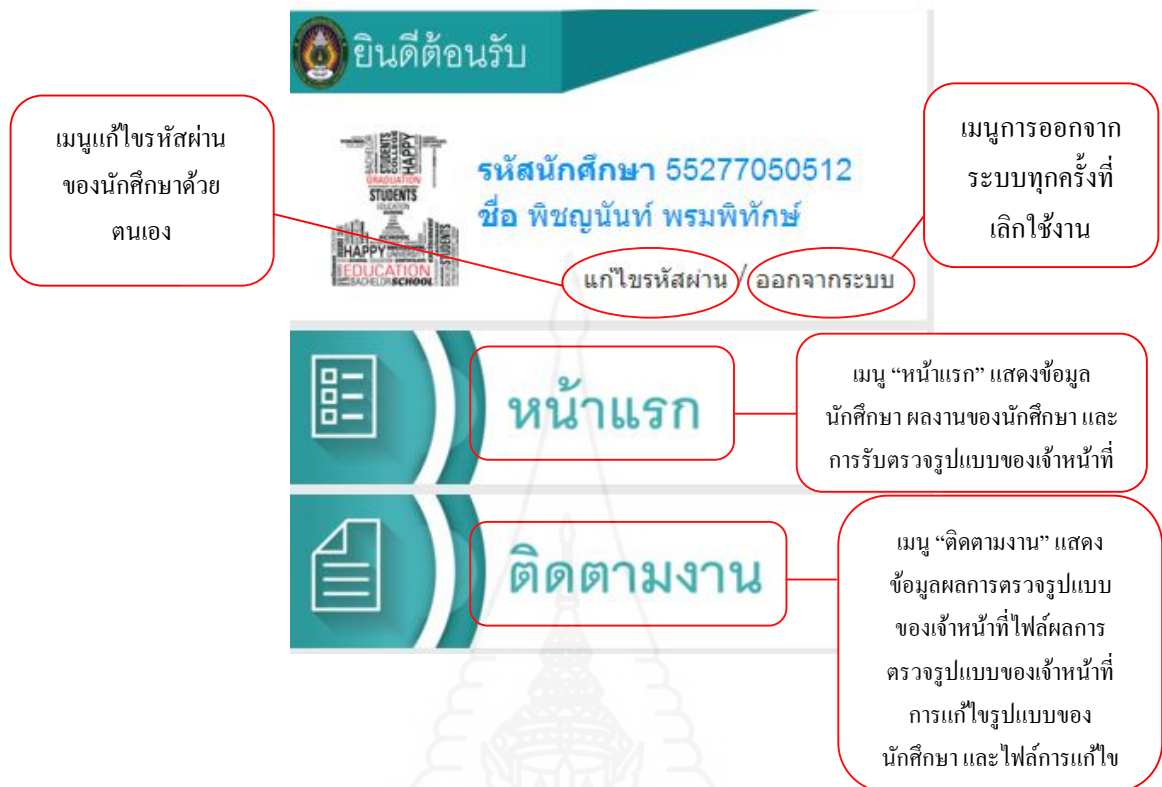 ยินดีต้อนรับ
เมนูแก้ไขรหัสผ่าน
ของนักศึกษาด้วย
ตนเอง
เมนูการออกจาก
ระบบทุกครั้งที่
เลิกใช้งาน
GRADUATION
STUDENTS
COLLEGE
HAPPY
STUDENTS
HAPPY
EDUCATION
BACHELOR SCHOOL
รหัสนักศึกษา 55277050512
ชื่อ พิชญนันท์ พรมพิทักษ์
แก้ไขรหัสผ่าน / ออกจากระบบ
หน้าแรก
เมนู “หน้าแรก” แสดงข้อมูล
นักศึกษา ผลงานของนักศึกษา และ
การรับตรวจรูปแบบของเจ้าหน้าที่
ติดตามงาน
เมนู “ติดตามงาน” แสดง
ข้อมูลผลการตรวจรูปแบบ
ของเจ้าหน้าที่ ไฟล์ผลการ
ตรวจรูปแบบของเจ้าหน้าที่
การแก้ไขรูปแบบของ
นักศึกษา และไฟล์การแก้ไข